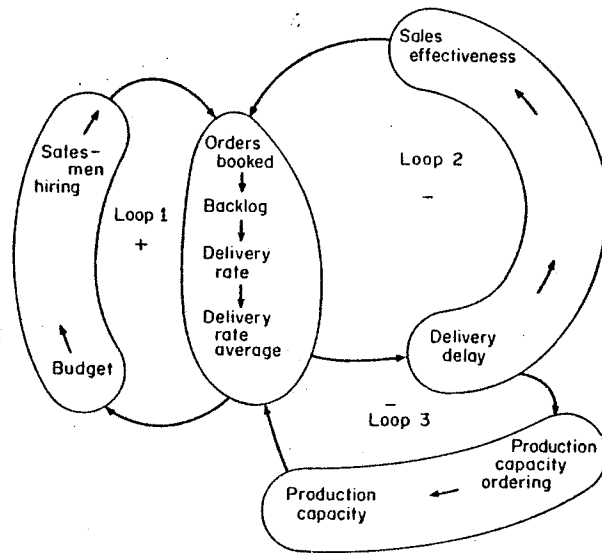 Sales
effectiveness
Sales-
men
hiring
Orders
booked
Loop 1
+
Loop 2
-
Backlog
Delivery
rate
Delivery
rate
average
Budget
Delivery
delay
-
Loop 3
Production
capacity
ordering
Production
capacity